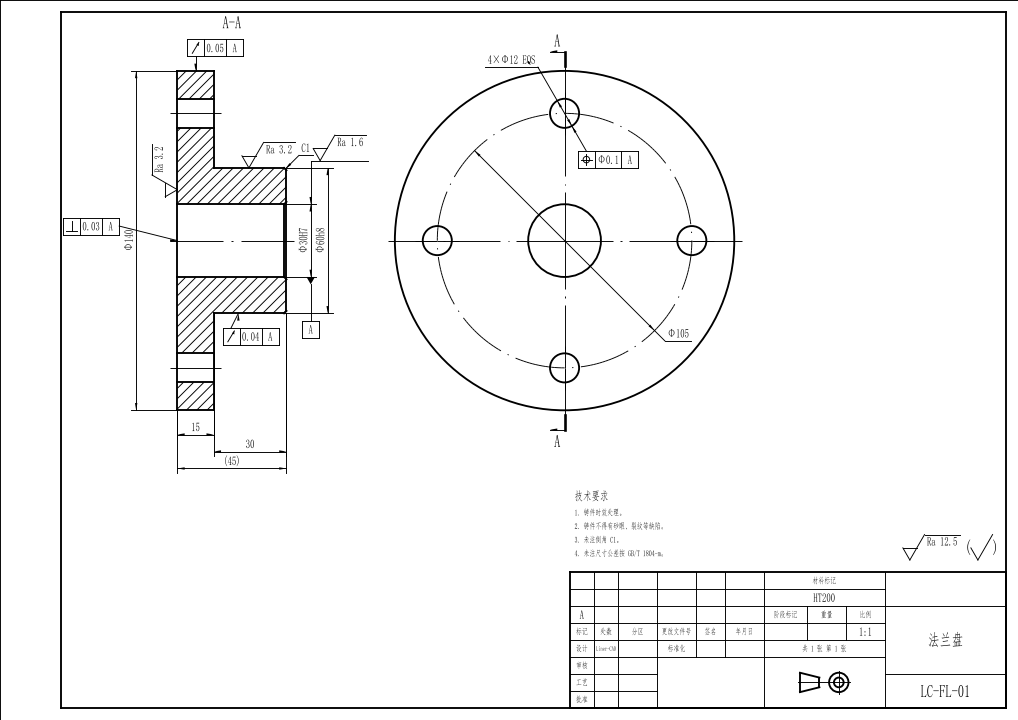 A-A
0.05 A
A
4×Φ12 EQS
Ra 3.2
Ra 3.2
C1
Ra 1.6
Φ0.1 A
0.03 A
Φ140
Φ30H7
Φ60h8
A
0.04 A
Φ105
15
30
(45)
A
技术要求
1. 铸件时效处理。
2. 铸件不得有砂眼、裂纹等缺陷。
3. 未注倒角 C1。
4. 未注尺寸公差按 GB/T 1804-m。
Ra 12.5 ( )
材料标记
HT200
A 阶段标记 重量 比例
标记 处数 分区 更改文件号 签名 年月日 1:1
法兰盘
设计 标准化 共 1 张 第 1 张
审核
工艺
LC-FL-01
批准